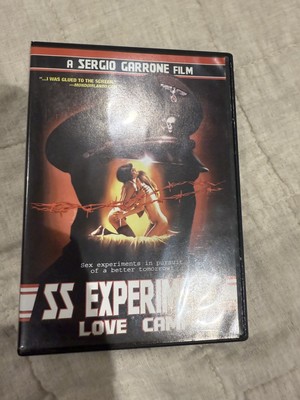 A SERGIO GARRONE FILM
"...I WAS GLUED TO THE SCREEN."
Sex experiments in pursuit
of a better tomorrow
SS
LOVE